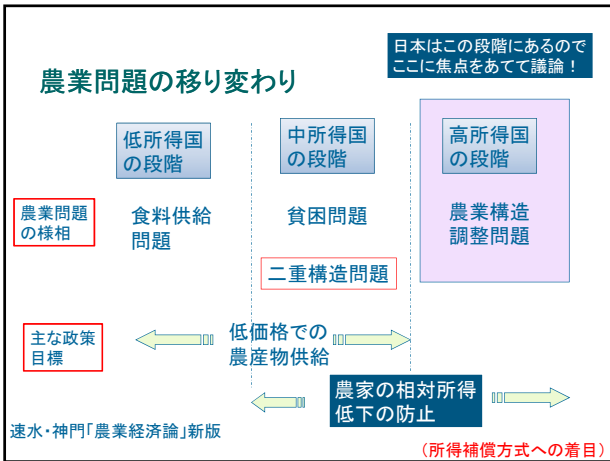 日本はこの段階にあるので
ここに焦点をあてて議論！
農業問題の移り変わり
低所得国
の段階
中所得国
の段階
高所得国
の段階
農業問題
の様相
食料供給
問題
貧困問題
農業構造
調整問題
二重構造問題
主な政策
目標
低価格での
農産物供給
農家の相対所得
低下の防止
速水・神門「農業経済論」新版
（所得補償方式への着目）